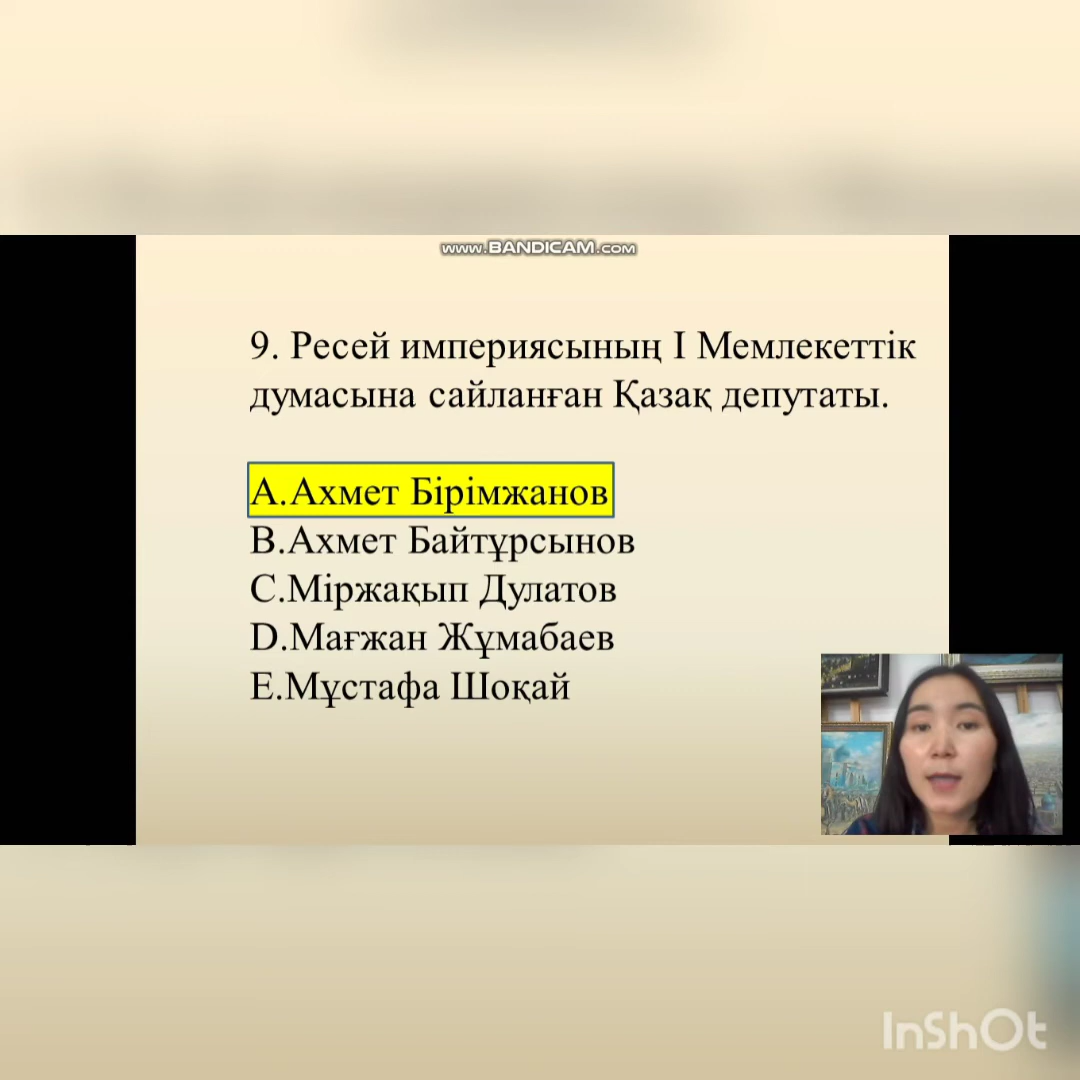 www.BANDICAM.com
9. Ресей империясының I Мемлекеттік
думасына сайланған Қазақ депутаты.
A.Ахмет Бірімжанов
B.Ахмет Байтұрсынов
C.Міржақып Дулатов
D.Мағжан Жұмабаев
E.Мұстафа Шоқай
InShOt